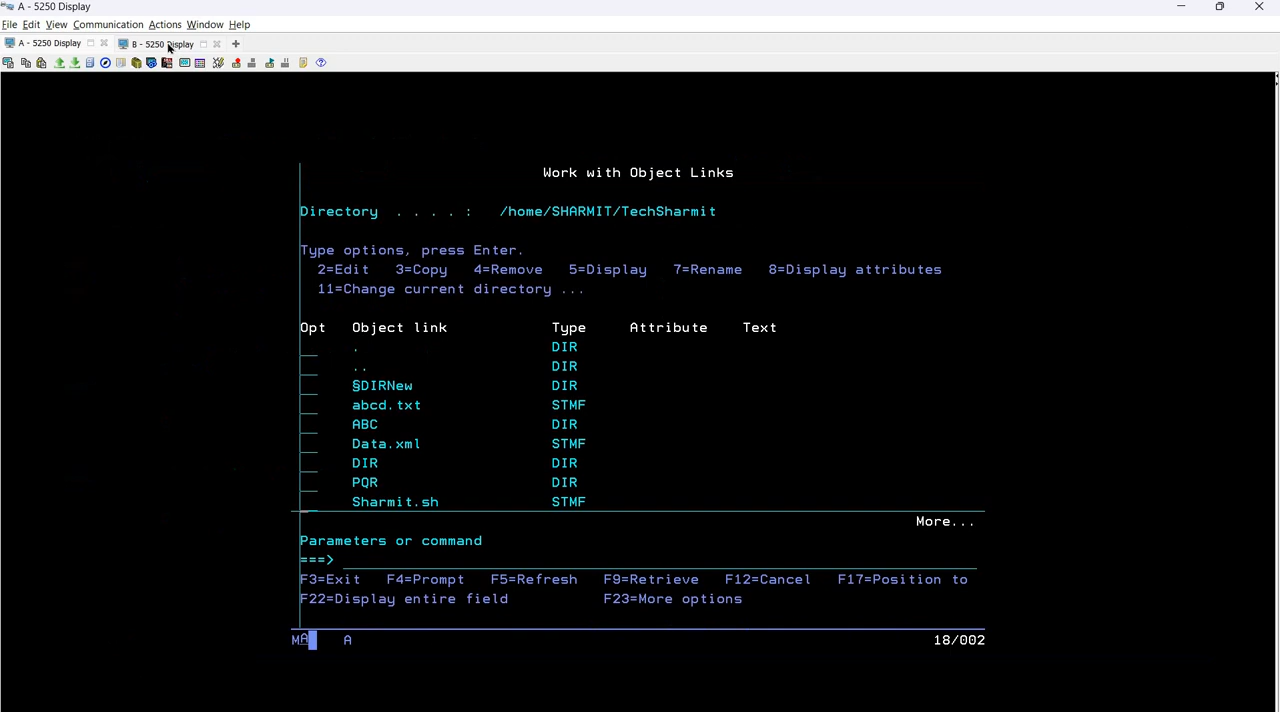 A - 5250 Display
File Edit View Communication Actions Window Help
A - 5250 Display B - 5250 Display
Work with Object Links
Directory . . . . : /home/SHARMIT/TechSharmit
Type options, press Enter.
2=Edit 3=Copy 4=Remove 5=Display 7=Rename 8=Display attributes
11=Change current directory ...
Opt Object link Type Attribute Text
. DIR
.. DIR
§DIRNew DIR
abcd.txt STMF
ABC DIR
Data.xml STMF
DIR DIR
PQR DIR
Sharmit.sh STMF
More...
Parameters or command
===>
F3=Exit F4=Prompt F5=Refresh F9=Retrieve F12=Cancel F17=Position to
F22=Display entire field F23=More options
MA A 18/002